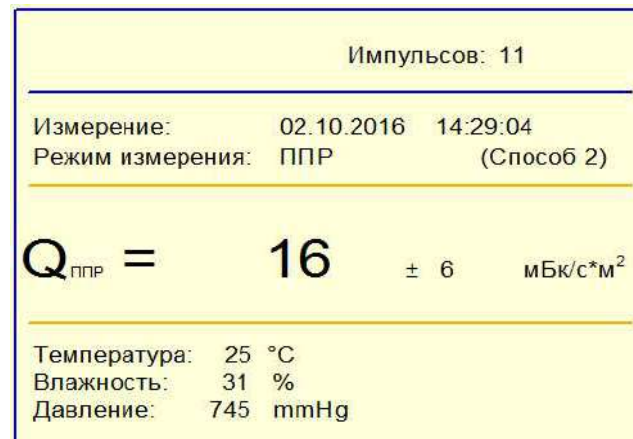 Импульсов: 11
Измерение: 02.10.2016 14:29:04
Режим измерения: ППР (Способ 2)
Qппр = 16 ± 6 мБк/с*м²
Температура: 25 °C
Влажность: 31 %
Давление: 745 mmHg